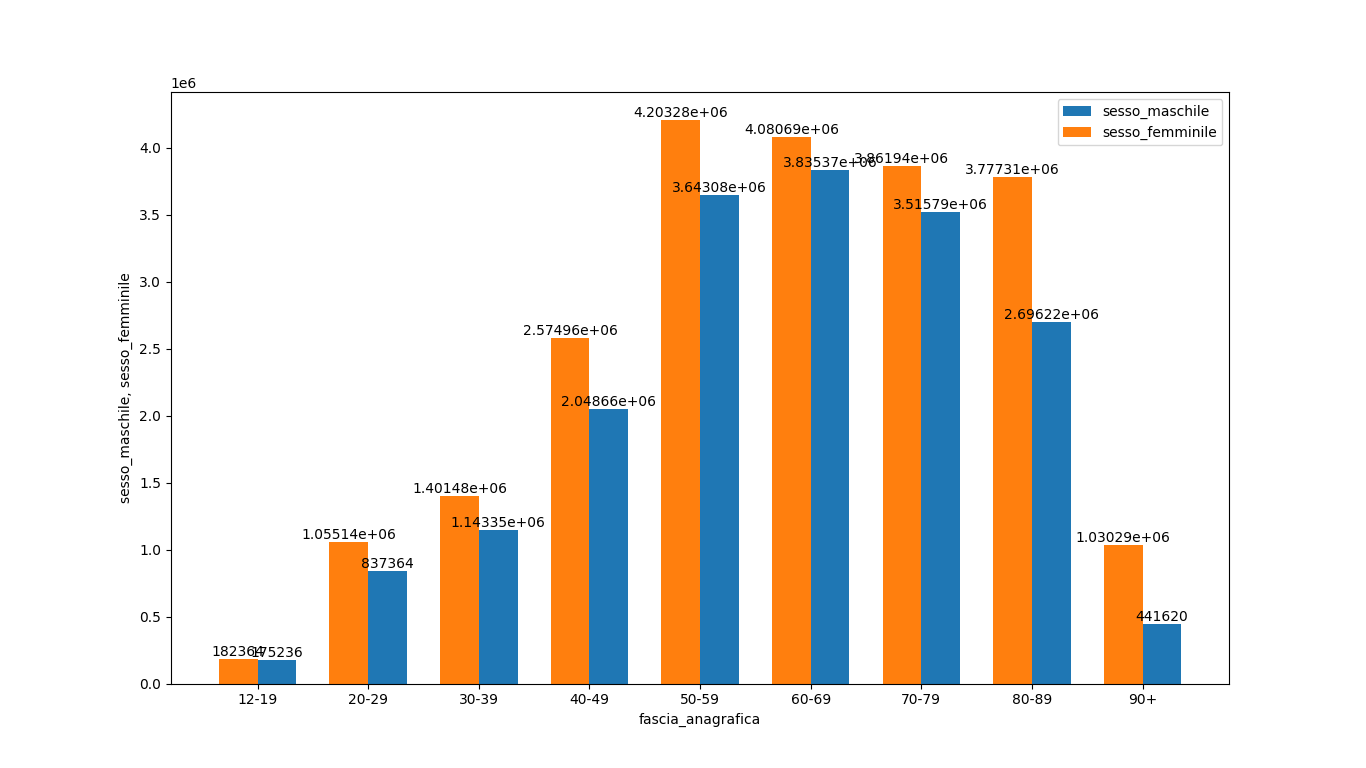 1e6
sesso_maschile
sesso_femminile
4.20328e+06
4.08069e+06
3.83537e+06
3.86194e+06
3.77731e+06
3.64308e+06
3.51579e+06
2.69622e+06
2.57496e+06
2.04866e+06
1.40148e+06
1.14335e+06
1.05514e+06
837364
1.03029e+06
441620
182364
175236
4.0
3.5
3.0
2.5
2.0
1.5
1.0
0.5
0.0
sesso_maschile, sesso_femminile
12-19
20-29
30-39
40-49
50-59
60-69
70-79
80-89
90+
fascia_anagrafica